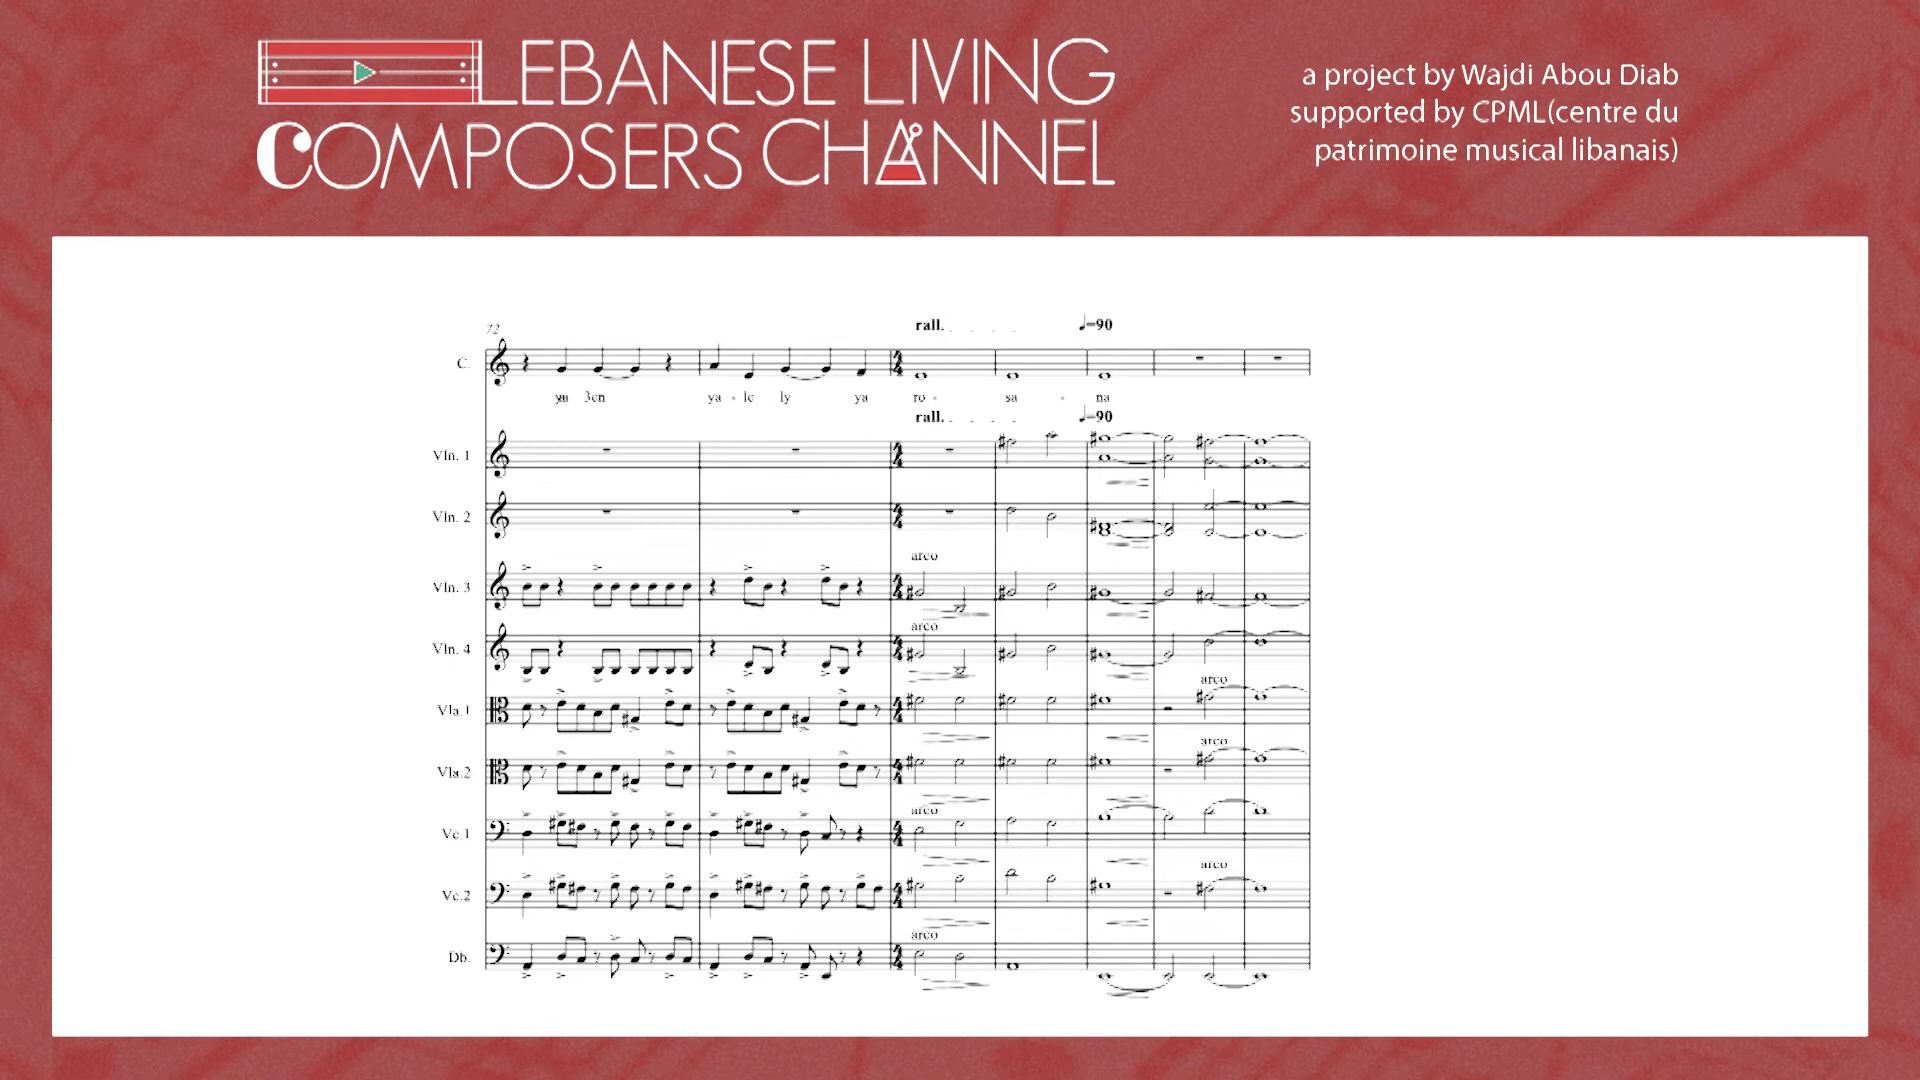 LEBANESE LIVING
COMPOSERS CHANNEL
a project by Wajdi Abou Diab
supported by CPML(centre du
patrimoine musical libanais)
72
rall.
♩=90
C.
3en ya - le ly ya ro - sa - na
rall.
♩=90
Vln. 1
Vln. 2
arco
Vln. 3
arco
Vln. 4
arco
Vla.1
arco
Vla.2
arco
Vc.1
arco
Vc.2
arco
Db.